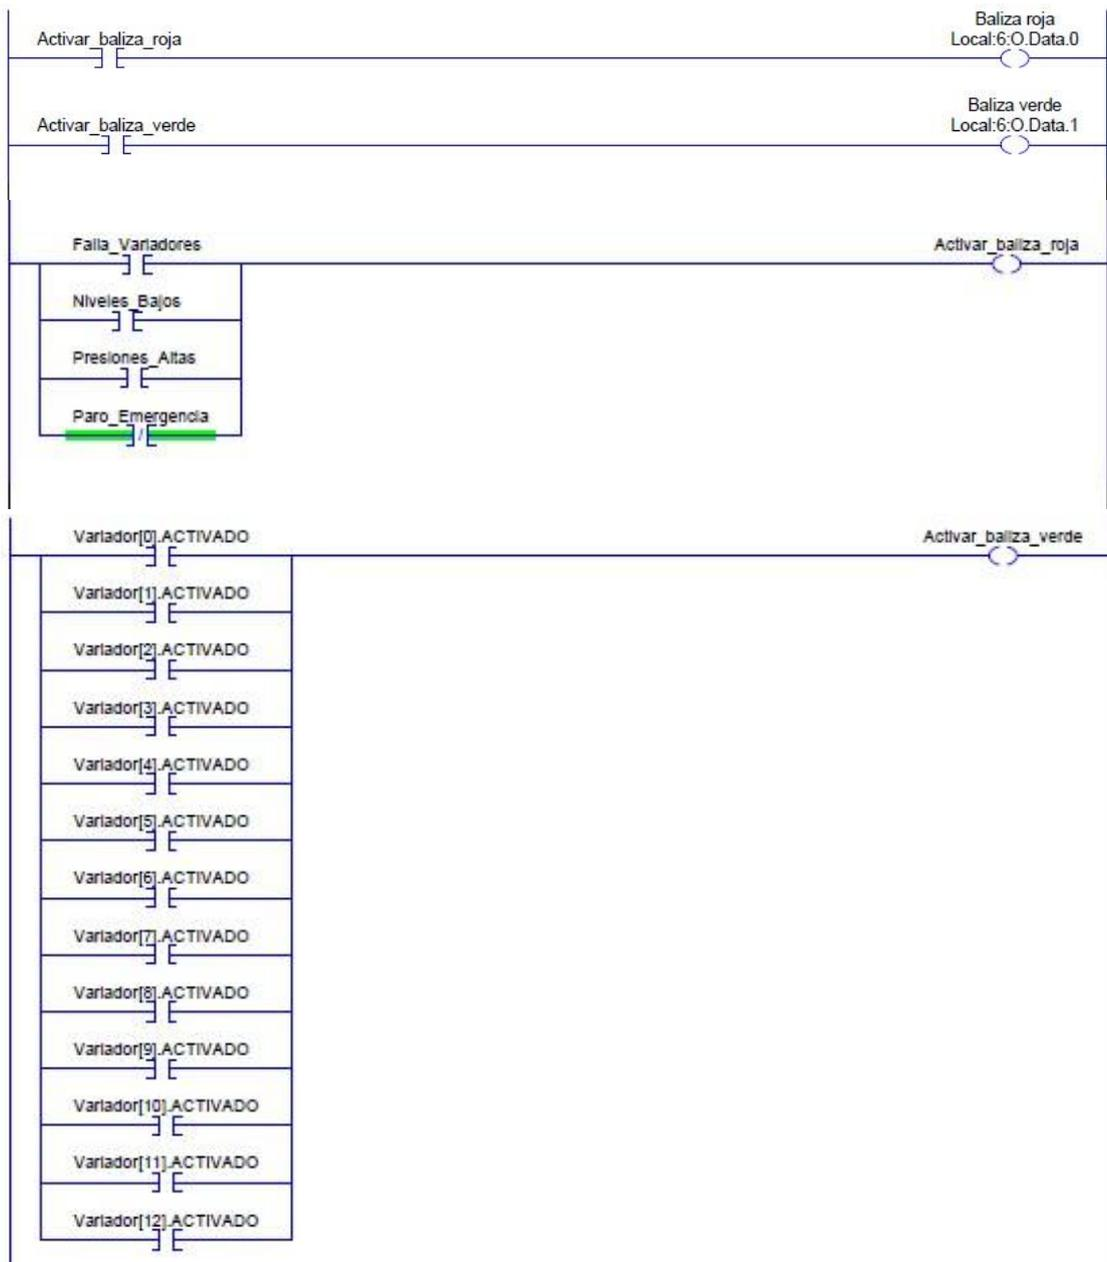 Baliza roja
Activar_baliza_roja Local:6:O.Data.0
Baliza verde
Activar_baliza_verde Local:6:O.Data.1
Falla_Variadores Activar_baliza_roja
Niveles_Bajos
Presiones_Altas
Paro_Emergencia
Variador[0].ACTIVADO Activar_baliza_verde
Variador[1].ACTIVADO
Variador[2].ACTIVADO
Variador[3].ACTIVADO
Variador[4].ACTIVADO
Variador[5].ACTIVADO
Variador[6].ACTIVADO
Variador[7].ACTIVADO
Variador[8].ACTIVADO
Variador[9].ACTIVADO
Variador[10].ACTIVADO
Variador[11].ACTIVADO
Variador[12].ACTIVADO